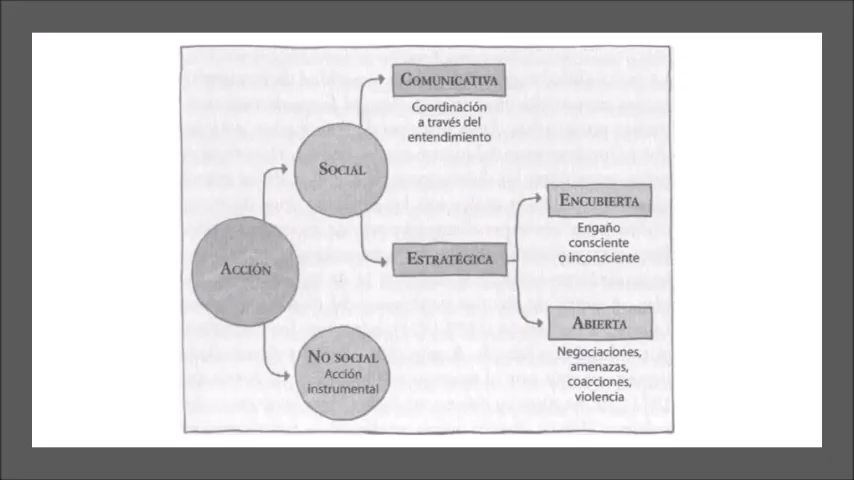 COMUNICATIVA
Coordinación
a través del
entendimiento
SOCIAL
ENCUBIERTA
Engaño
consciente
o inconsciente
ESTRATÉGICA
ACCIÓN
ABIERTA
Negociaciones,
amenazas,
coacciones,
violencia
NO SOCIAL
Acción
instrumental